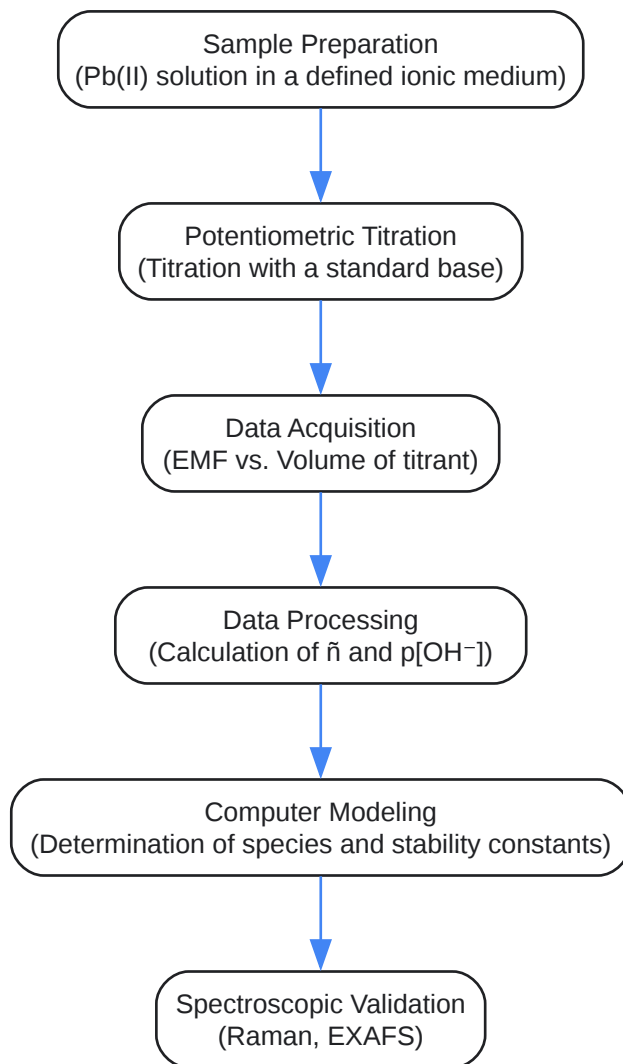 Sample Preparation
(Pb(II) solution in a defined ionic medium)
Potentiometric Titration
(Titration with a standard base)
Data Acquisition
(EMF vs. Volume of titrant)
Data Processing
(Calculation of ñ and p[OH⁻])
Computer Modeling
(Determination of species and stability constants)
Spectroscopic Validation
(Raman, EXAFS)